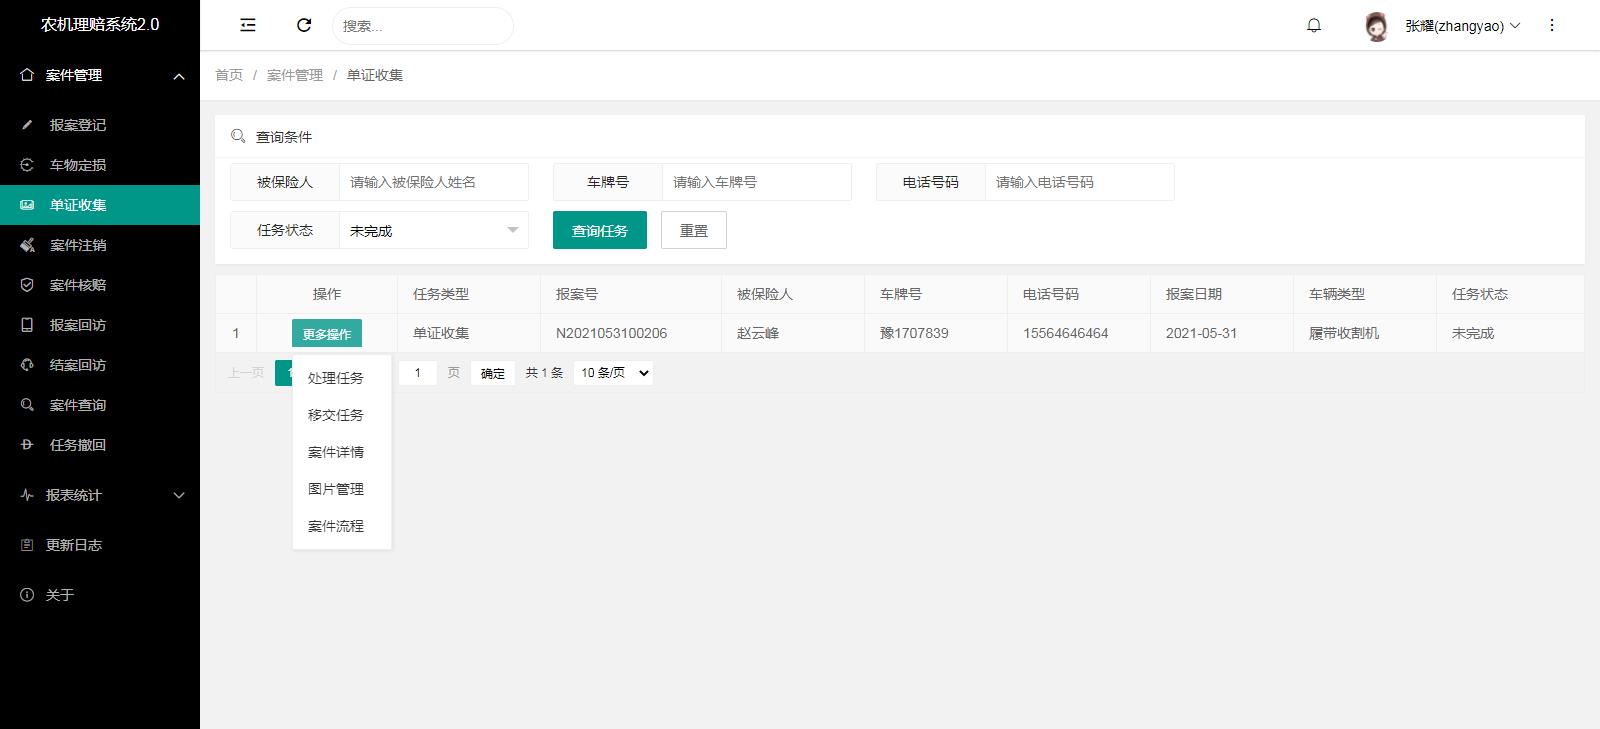 农机理赔系统2.0
搜索...
张耀(zhangyao)
案件管理
首页 / 案件管理 / 单证收集
报案登记
车物定损
单证收集
案件注销
案件核赔
报案回访
结案回访
案件查询
任务撤回
报表统计
更新日志
关于
查询条件
被保险人 请输入被保险人姓名 车牌号 请输入车牌号 电话号码 请输入电话号码
任务状态 未完成 查询任务 重置
操作 任务类型 报案号 被保险人 车牌号 电话号码 报案日期 车辆类型 任务状态
1 更多操作 单证收集 N2021053100206 赵云峰 豫1707839 15564646464 2021-05-31 履带收割机 未完成
上一页 1 1 页 确定 共 1 条 10 条/页
处理任务
移交任务
案件详情
图片管理
案件流程